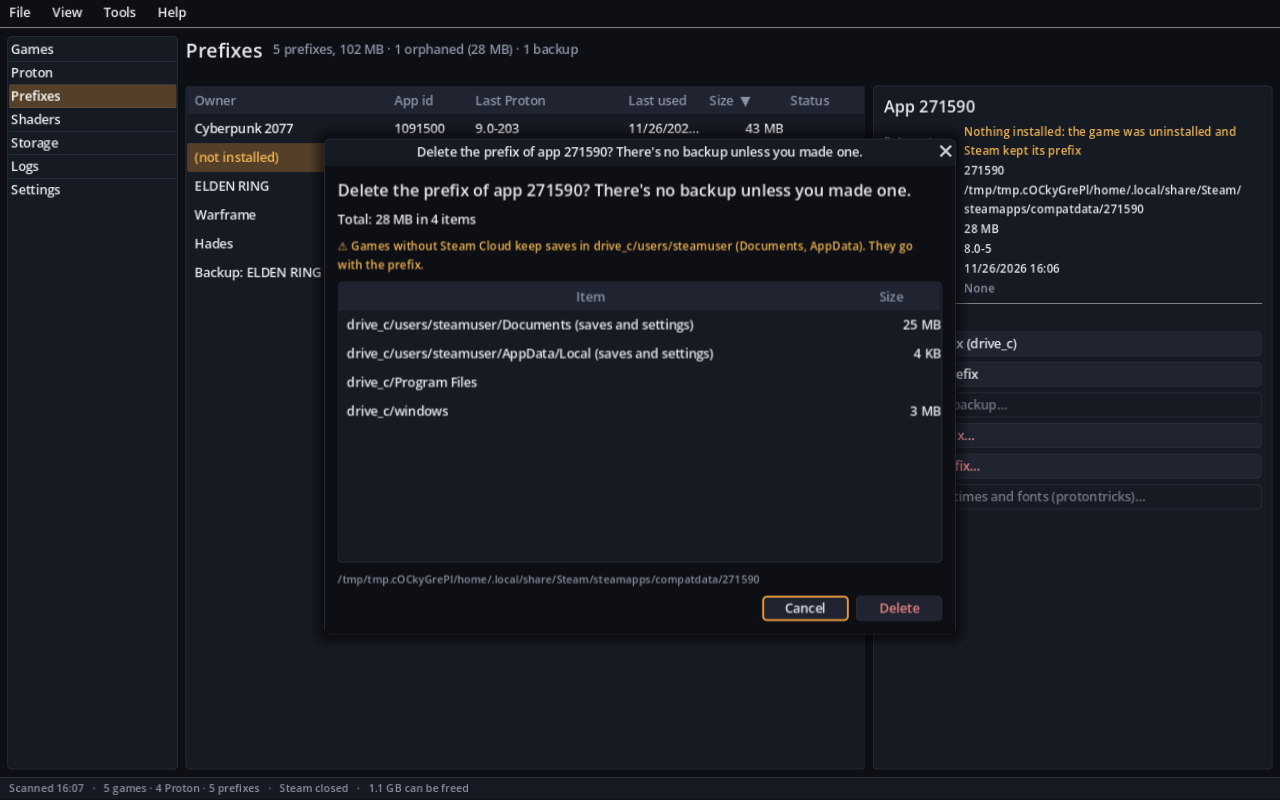 File View Tools Help
Games
Proton
Prefixes
Shaders
Storage
Logs
Settings
Prefixes 5 prefixes, 102 MB · 1 orphaned (28 MB) · 1 backup
Owner App id Last Proton Last used Size ▼ Status
Cyberpunk 2077 1091500 9.0-203 11/26/202... 43 MB
(not installed)
ELDEN RING
Warframe
Hades
Backup: ELDEN RING
Delete the prefix of app 271590? There's no backup unless you made one.
Delete the prefix of app 271590? There's no backup unless you made one.
Total: 28 MB in 4 items
⚠ Games without Steam Cloud keep saves in drive_c/users/steamuser (Documents, AppData). They go
with the prefix.
Item Size
drive_c/users/steamuser/Documents (saves and settings) 25 MB
drive_c/users/steamuser/AppData/Local (saves and settings) 4 KB
drive_c/Program Files
drive_c/windows 3 MB
/tmp/tmp.cOCkyGrePl/home/.local/share/Steam/steamapps/compatdata/271590
Cancel Delete
App 271590
Nothing installed: the game was uninstalled and
Steam kept its prefix
271590
/tmp/tmp.cOCkyGrePl/home/.local/share/Steam/
steamapps/compatdata/271590
28 MB
8.0-5
11/26/2026 16:06
None
x (drive_c)
efix
backup...
x...
fix...
times and fonts (protontricks)...
Scanned 16:07 · 5 games · 4 Proton · 5 prefixes · Steam closed · 1.1 GB can be freed